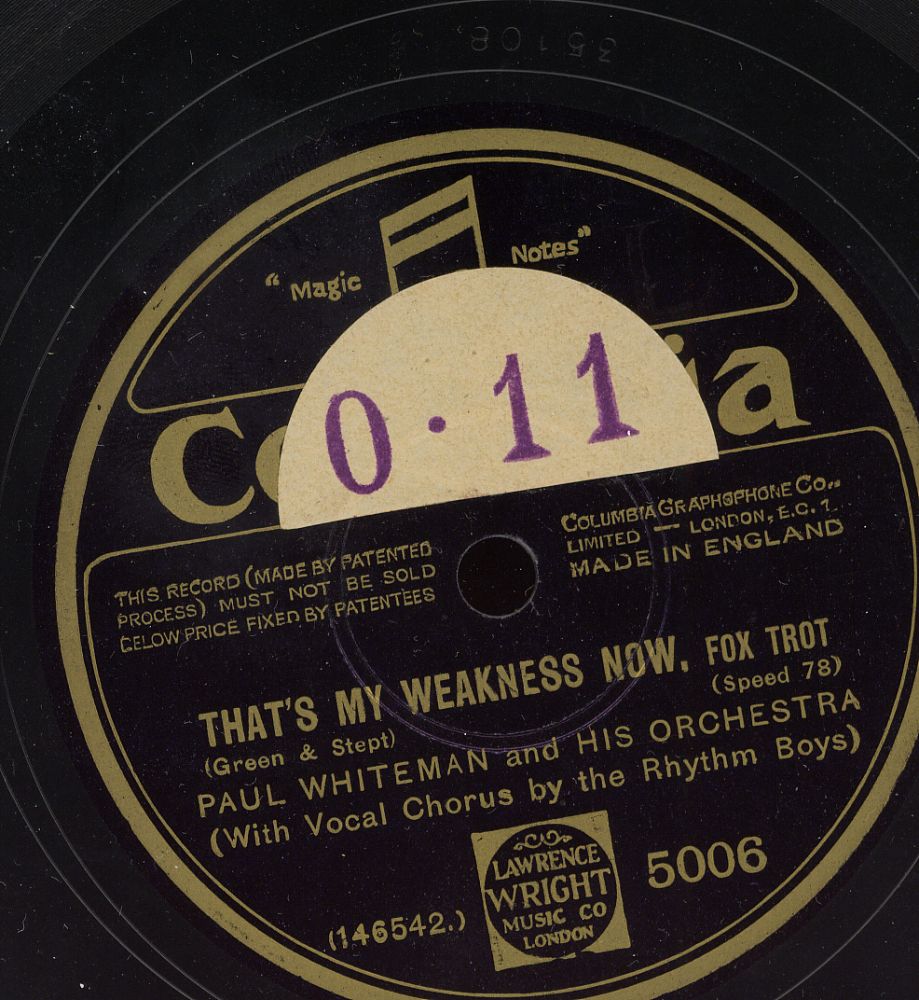 35108
“Magic Notes”
Co ia
0·11
THIS RECORD (MADE BY PATENTED
PROCESS) MUST NOT BE SOLD
BELOW PRICE FIXED BY PATENTEES
COLUMBIA GRAPHOPHONE CO.,
LIMITED — LONDON, E.C.1.
MADE IN ENGLAND
THAT'S MY WEAKNESS NOW, FOX TROT
(Green & Stept) (Speed 78)
PAUL WHITEMAN and HIS ORCHESTRA
(With Vocal Chorus by the Rhythm Boys)
LAWRENCE
WRIGHT
MUSIC CO
LONDON
5006
(146542.)